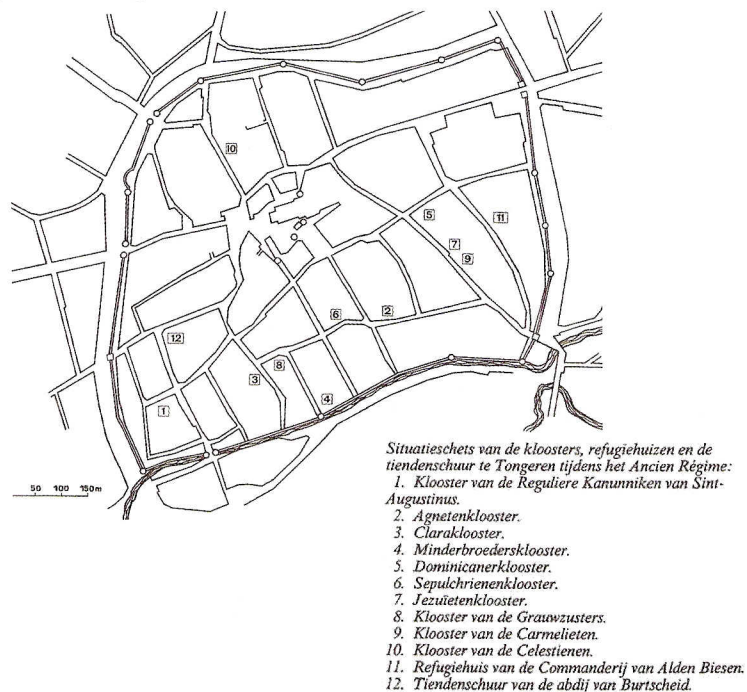 10
5
11
7
9
6
2
12
8
3
4
1
50 100 150m
Situatieschets van de kloosters, refugiehuizen en de
tiendenschuur te Tongeren tijdens het Ancien Régime:
1. Klooster van de Reguliere Kanunniken van Sint-
Augustinus.
2. Agnetenklooster.
3. Claraklooster.
4. Minderbroedersklooster.
5. Dominicanerklooster.
6. Sepulchrienenklooster.
7. Jezuïetenklooster.
8. Klooster van de Grauwzusters.
9. Klooster van de Carmelieten.
10. Klooster van de Celestienen.
11. Refugiehuis van de Commanderij van Alden Biesen.
12. Tiendenschuur van de abdij van Burtscheid.